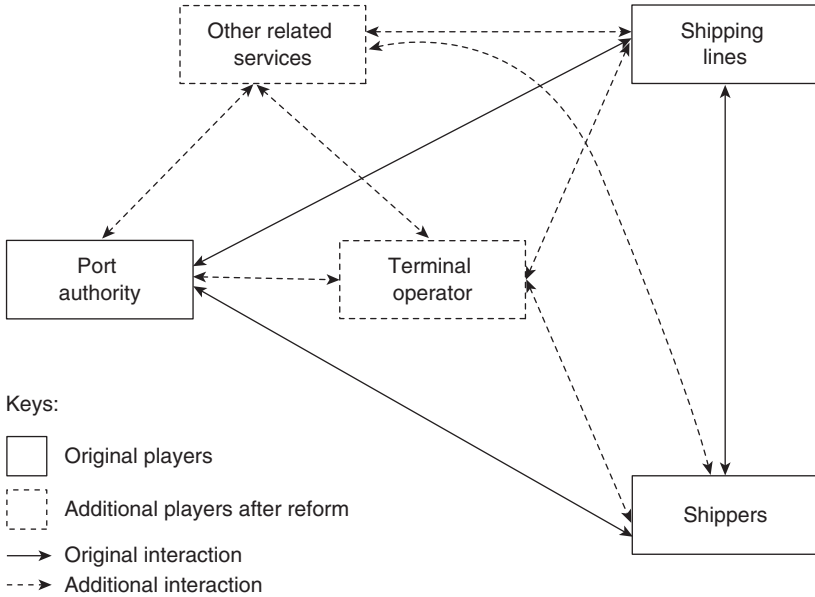 Other related
services
Shipping
lines
Port
authority
Terminal
operator
Keys:
Original players
Additional players after reform
Shippers
Original interaction
Additional interaction